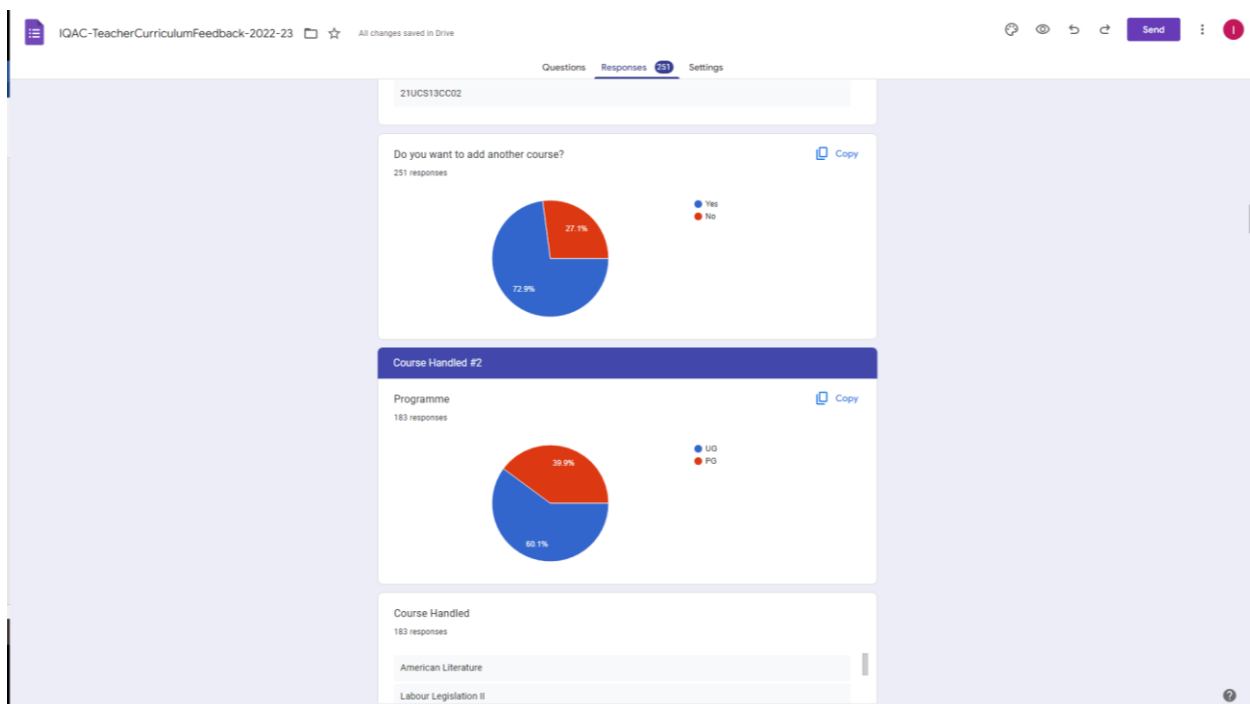 IQAC-TeacherCurriculumFeedback-2022-23 All changes saved in Drive Send I
Questions Responses 251 Settings
21UCS13CC02
Do you want to add another course? Copy
251 responses
Yes
No
27.1%
72.9%
Course Handled #2
Programme Copy
183 responses
UG
PG
39.9%
60.1%
Course Handled
183 responses
American Literature
Labour Legislation II